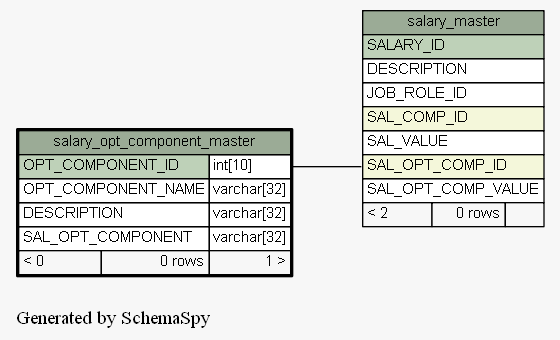 salary_master
SALARY_ID
DESCRIPTION
JOB_ROLE_ID
SAL_COMP_ID
SAL_VALUE
SAL_OPT_COMP_ID
SAL_OPT_COMP_VALUE
< 2 0 rows
salary_opt_component_master
OPT_COMPONENT_ID int[10]
OPT_COMPONENT_NAME varchar[32]
DESCRIPTION varchar[32]
SAL_OPT_COMPONENT varchar[32]
< 0 0 rows 1 >
Generated by SchemaSpy